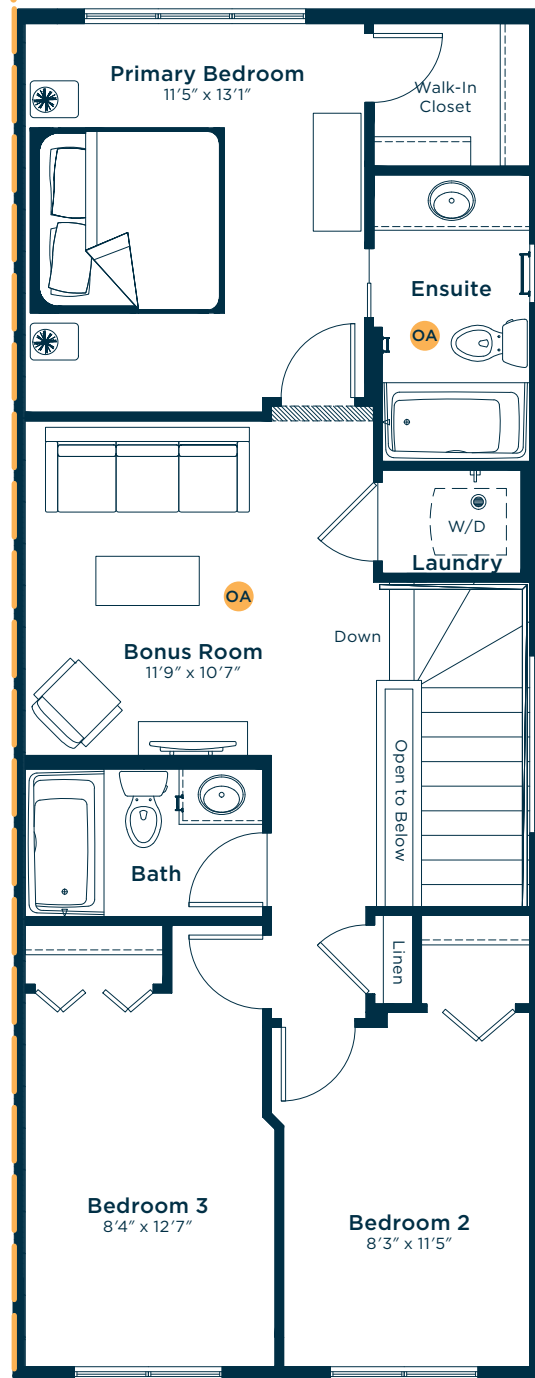 Primary Bedroom
11'5" x 13'1"
Walk-In
Closet
Ensuite
OA
W/D
Laundry
OA
Down
Bonus Room
11'9" x 10'7"
Open to Below
Bath
Linen
Bedroom 3
8'4" x 12'7"
Bedroom 2
8'3" x 11'5"